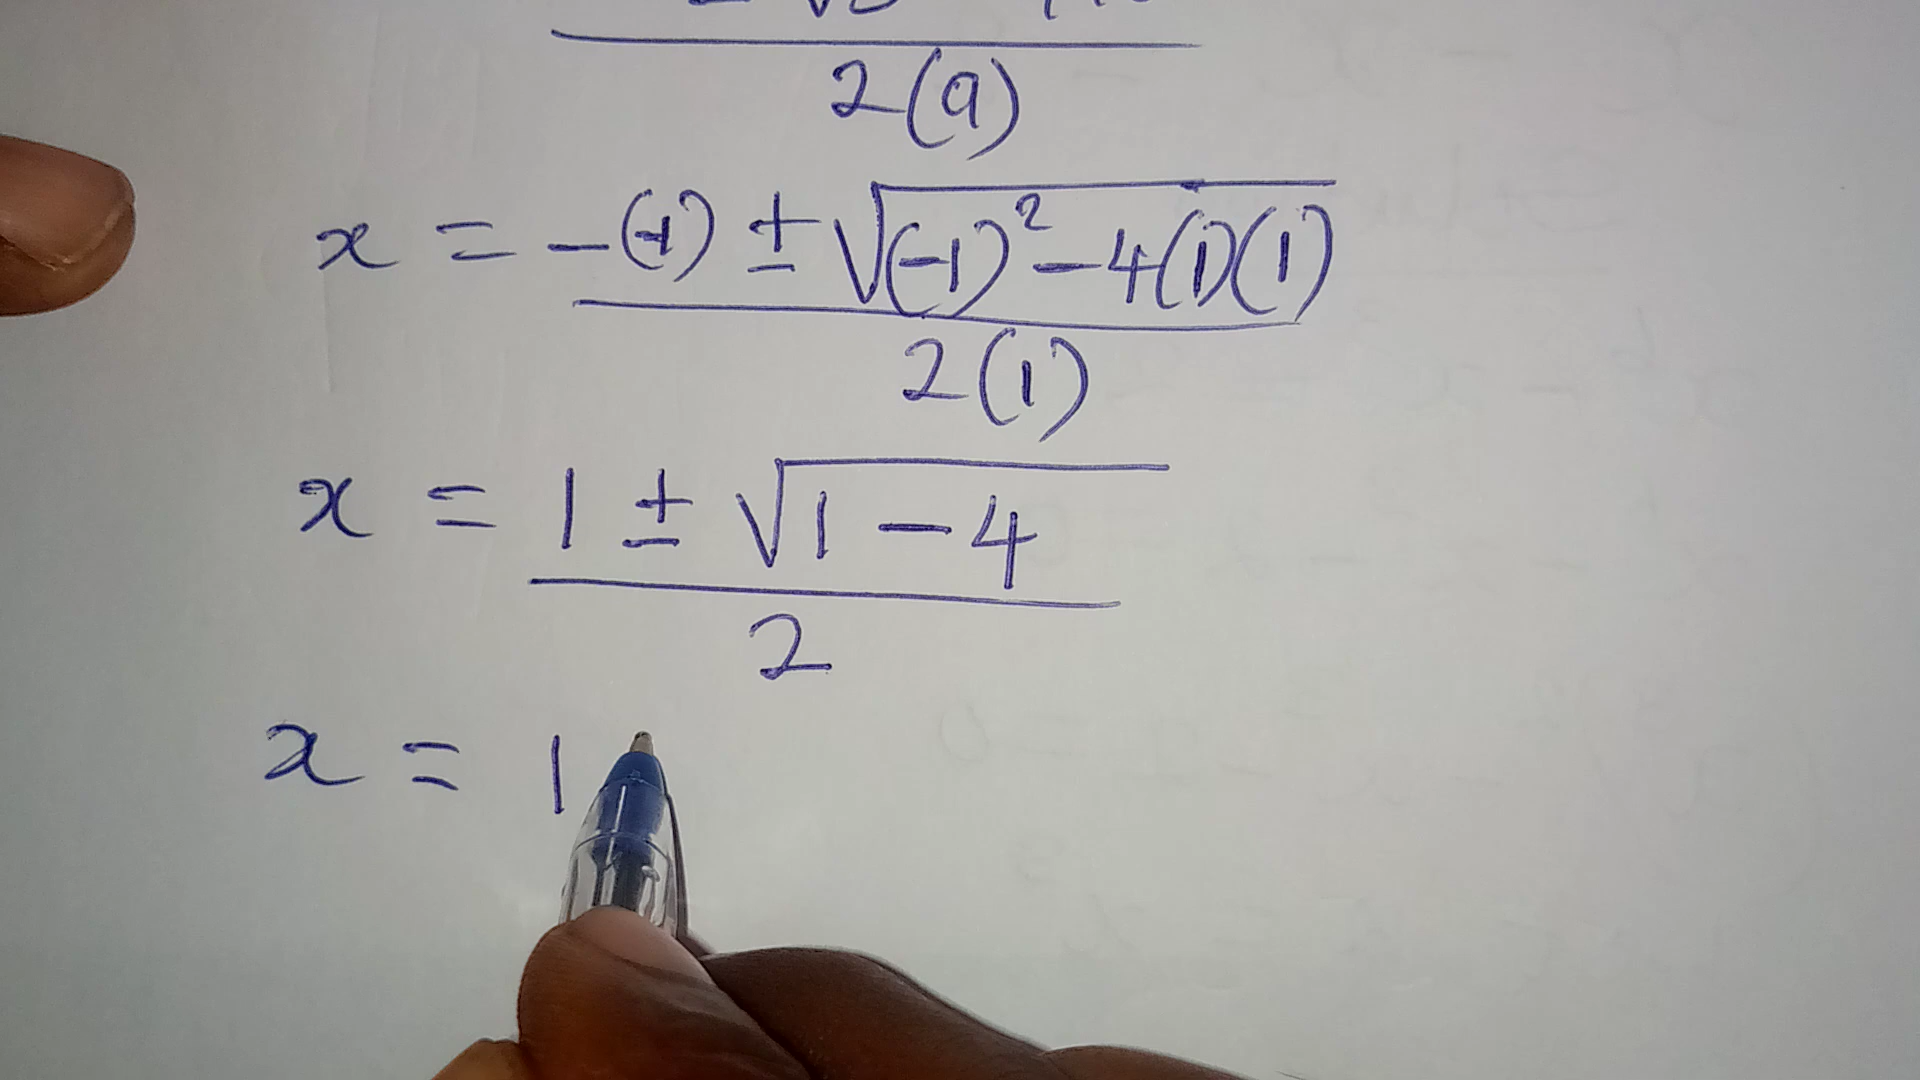 2(a)
x = -(-1) ± √(-1)² - 4(1)(1)
2(1)
x = 1 ± √1 - 4
2
x = 1